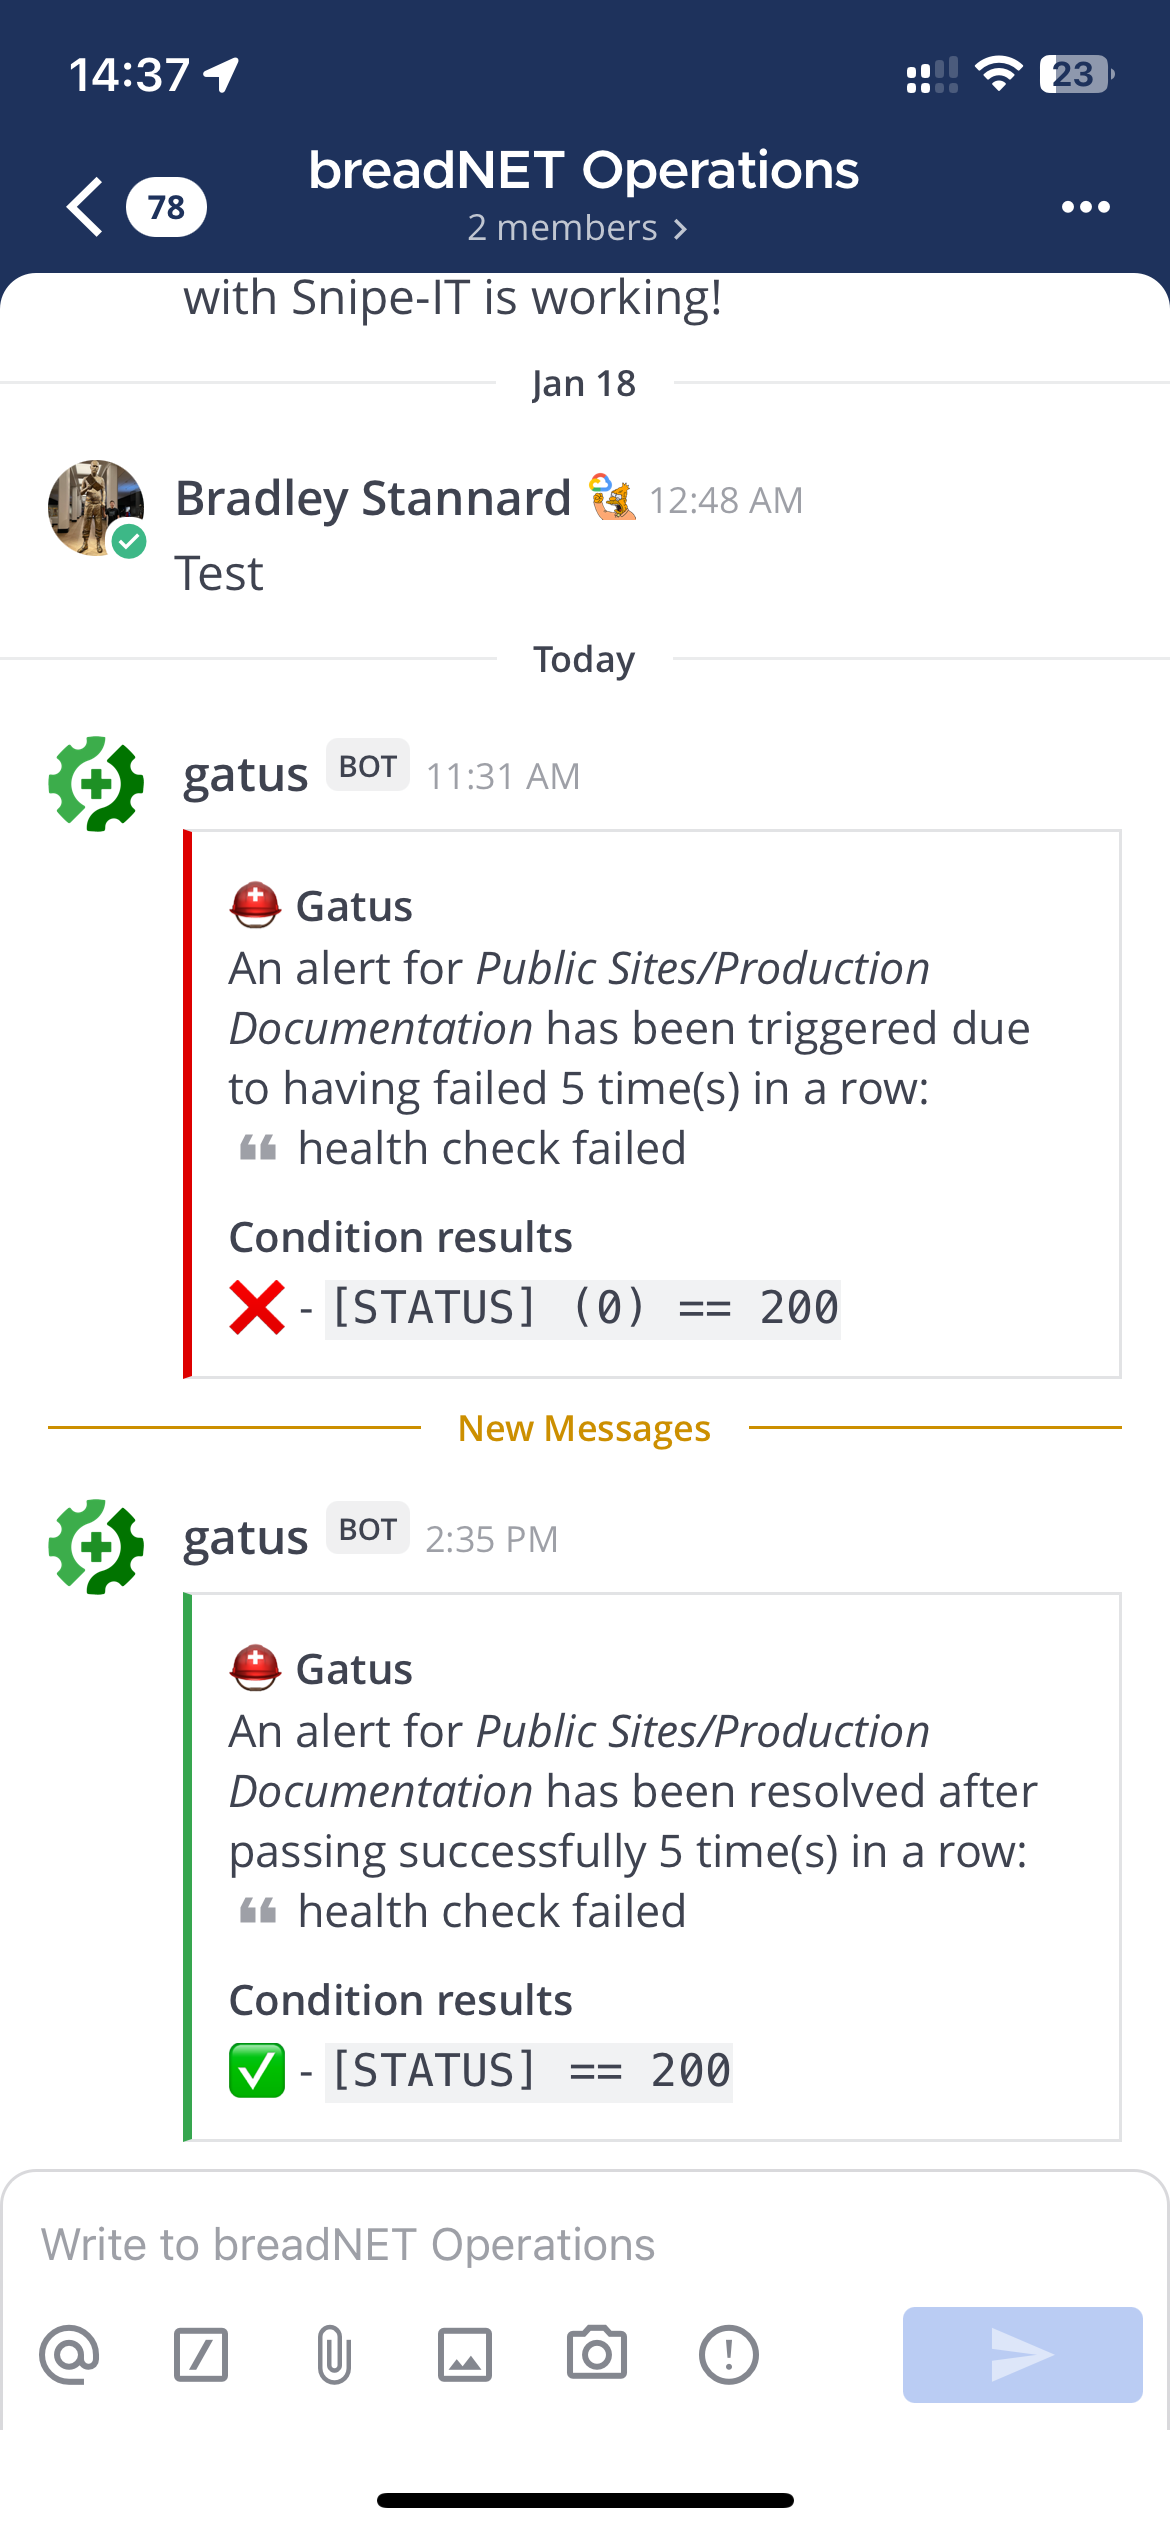 14:37
23
78
breadNET Operations
2 members >
with Snipe-IT is working!
Jan 18
Bradley Stannard 12:48 AM
Test
Today
gatus BOT 11:31 AM
Gatus
An alert for Public Sites/Production
Documentation has been triggered due
to having failed 5 time(s) in a row:
health check failed
Condition results
❌ - [STATUS] (0) == 200
New Messages
gatus BOT 2:35 PM
Gatus
An alert for Public Sites/Production
Documentation has been resolved after
passing successfully 5 time(s) in a row:
health check failed
Condition results
✅ - [STATUS] == 200
Write to breadNET Operations